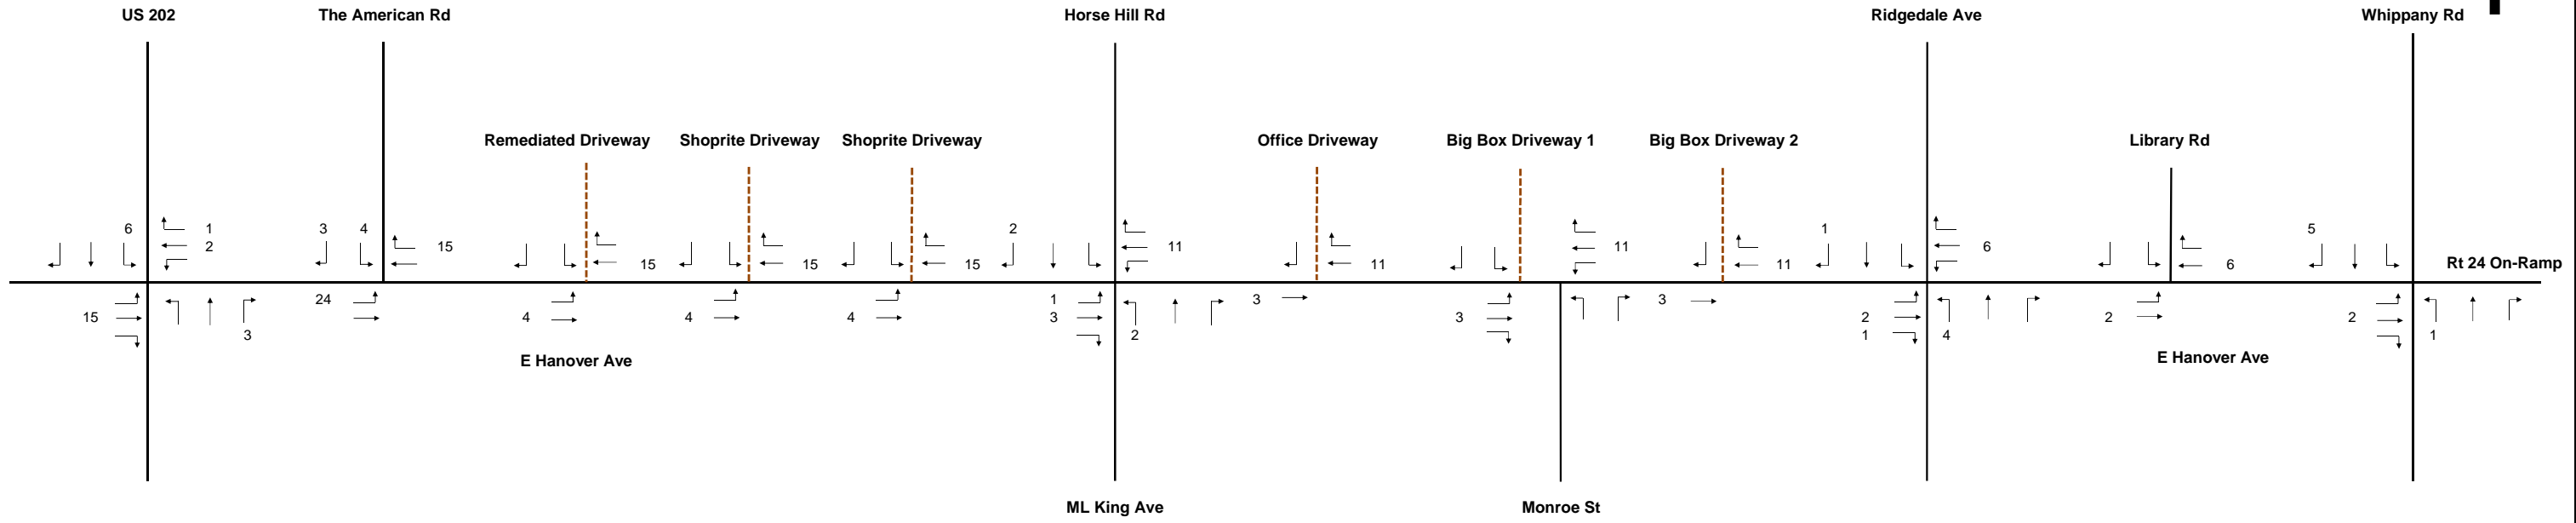 US 202 The American Rd Horse Hill Rd Ridgedale Ave Whippany Rd
Remediated Driveway Shoprite Driveway Shoprite Driveway Office Driveway Big Box Driveway 1 Big Box Driveway 2 Library Rd
6 1 3 4 2 1 5
2 15 11 11 6
15 15 15 11 11 6 Rt 24 On-Ramp
24 1 3 3
15 4 4 4 3 3 2 2 2
3 2 1 4 1
E Hanover Ave E Hanover Ave
ML King Ave Monroe St